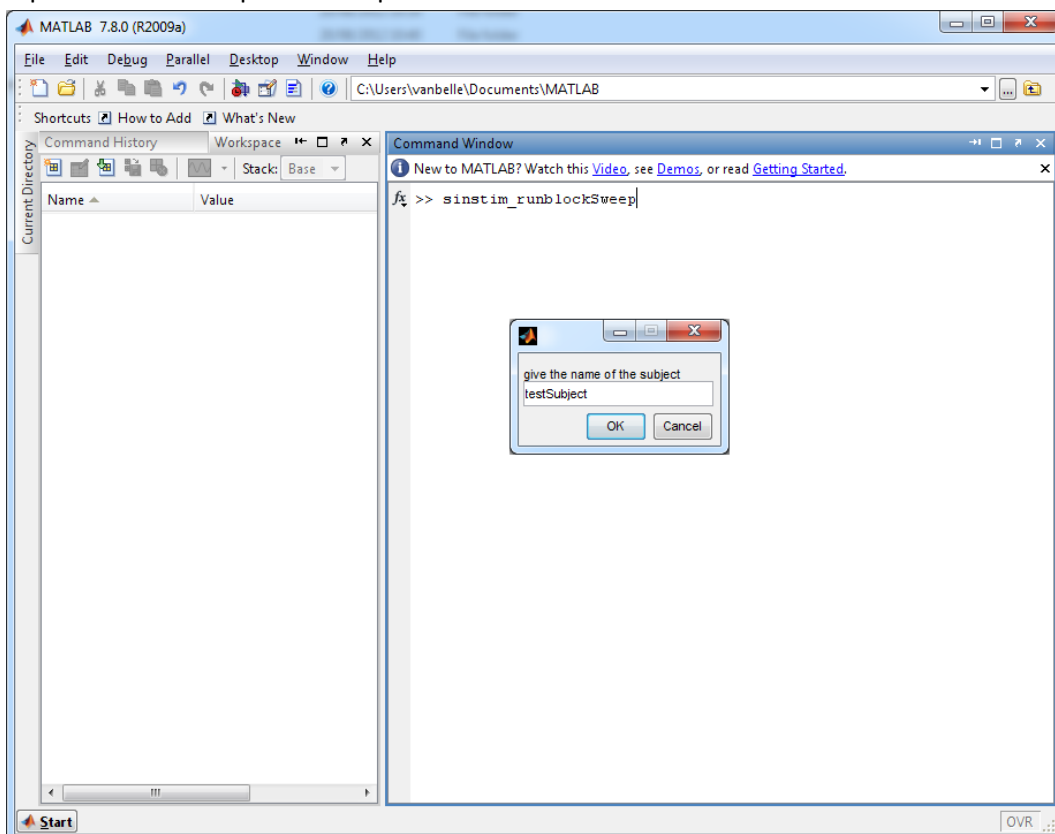 MATLAB 7.8.0 (R2009a)
File Edit Debug Parallel Desktop Window Help
C:\Users\vanbelle\Documents\MATLAB
Shortcuts How to Add What's New
Current Directory
Command History Workspace
Stack: Base
Name Value
Command Window
New to MATLAB? Watch this Video, see Demos, or read Getting Started.
fx >> sinstim_runblockSweep
give the name of the subject
testSubject
OK Cancel
Start
OVR